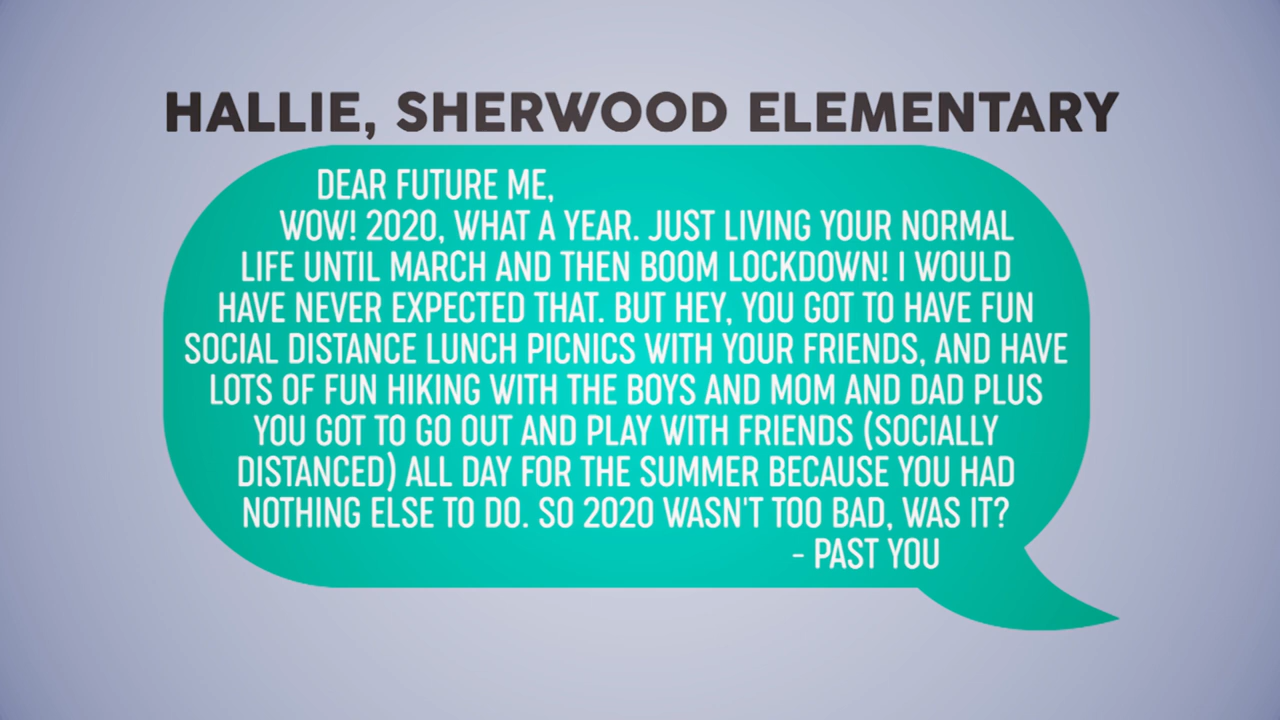 HALLIE, SHERWOOD ELEMENTARY
DEAR FUTURE ME,
WOW! 2020, WHAT A YEAR. JUST LIVING YOUR NORMAL
LIFE UNTIL MARCH AND THEN BOOM LOCKDOWN! I WOULD
HAVE NEVER EXPECTED THAT. BUT HEY, YOU GOT TO HAVE FUN
SOCIAL DISTANCE LUNCH PICNICS WITH YOUR FRIENDS, AND HAVE
LOTS OF FUN HIKING WITH THE BOYS AND MOM AND DAD PLUS
YOU GOT TO GO OUT AND PLAY WITH FRIENDS (SOCIALLY
DISTANCED) ALL DAY FOR THE SUMMER BECAUSE YOU HAD
NOTHING ELSE TO DO. SO 2020 WASN'T TOO BAD, WAS IT?
- PAST YOU